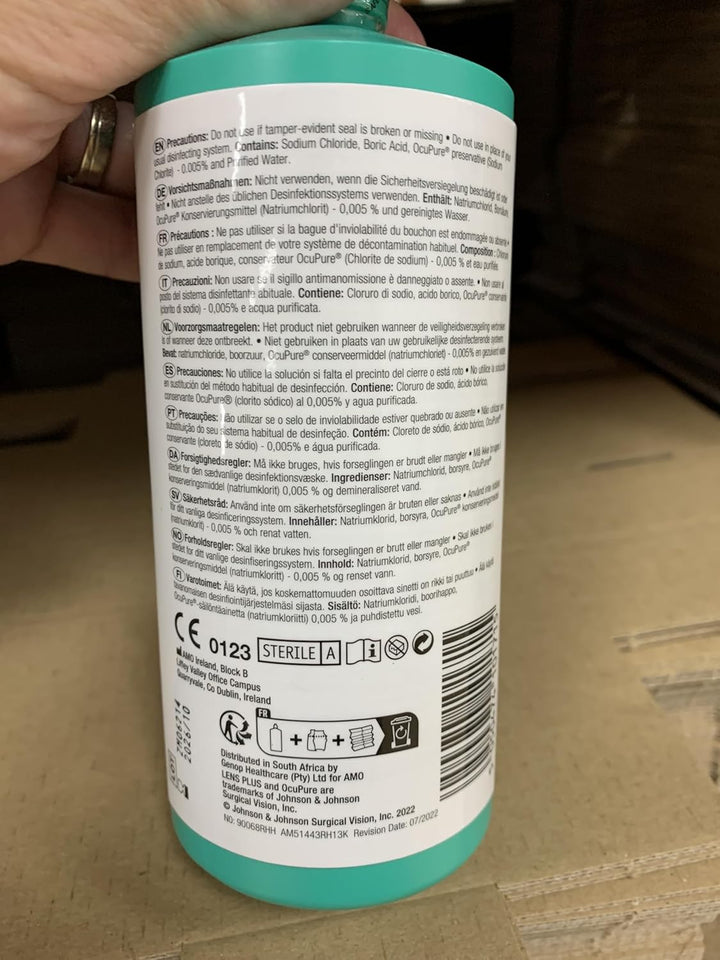 EN Precautions: Do not use if tamper-evident seal is broken or missing • Do not use in place of your
usual disinfecting system. Contains: Sodium Chloride, Boric Acid, OcuPure® preservative (Sodium
Chlorite) - 0.005% and Purified Water.
DE Vorsichtsmaßnahmen: Nicht verwenden, wenn die Sicherheitsversiegelung beschädigt ist oder
fehlt • Nicht anstelle des üblichen Desinfektionssystems verwenden. Enthält: Natriumchlorid, Borsäure,
OcuPure® Konservierungsmittel (Natriumchlorit) - 0,005 % und gereinigtes Wasser.
FR Précautions : Ne pas utiliser si la bague d'inviolabilité du bouchon est endommagée ou absente •
Ne pas utiliser en remplacement de votre système de décontamination habituel. Composition : Chlorure
de sodium, acide borique, conservateur OcuPure® (Chlorite de sodium) - 0,005 % et eau purifiée.
IT Precauzioni: Non usare se il sigillo antimanomissione è danneggiato o assente. • Non usare a
posto del sistema disinfettante abituale. Contiene: Cloruro di sodio, acido borico, OcuPure® conservante
(clorito di sodio) - 0,005% e acqua purificata.
NL Voorzorgsmaatregelen: Het product niet gebruiken wanneer de veiligheidsverzegeling verbroken
is of wanneer deze ontbreekt. • Niet gebruiken in plaats van uw gebruikelijke desinfecterende systeem.
Bevat: natriumchloride, boorzuur, OcuPure® conserveermiddel (natriumchloriet) - 0,005% en gezuiverd water.
ES Precauciones: No utilice la solución si falta el precinto del cierre o está roto • No utilice la solución
en sustitución del método habitual de desinfección. Contiene: Cloruro de sodio, ácido bórico,
conservante OcuPure® (clorito sódico) al 0,005% y agua purificada.
PT Precauções: Não utilizar se o selo de inviolabilidade estiver quebrado ou ausente • Não utilizar em
substituição do seu sistema habitual de desinfeção. Contém: Cloreto de sódio, ácido bórico, OcuPure®
conservante (cloreto de sódio) - 0,005% e água purificada.
DA Forsigtighedsregler: Må ikke bruges, hvis forseglingen er brudt eller mangler • Må ikke bruges i
stedet for den sædvanlige desinfektionsvæske. Ingredienser: Natriumchlorid, borsyre, OcuPure®
konserveringsmiddel (natriumklorit) 0,005 % og demineraliseret vand.
SV Säkerhetsråd: Använd inte om säkerhetsförseglingen är bruten eller saknas • Använd inte istället
för ditt vanliga desinficeringssystem. Innehåller: Natriumklorid, borsyra, OcuPure® konserveringsmedel
(natriumklorit) - 0,005 % och renat vatten.
NO Forholdsregler: Skal ikke brukes hvis forseglingen er brutt eller mangler • Skal ikke brukes i
stedet for ditt vanlige desinfiseringssystem. Innhold: Natriumklorid, borsyre, OcuPure®
konserveringsmiddel (natriumkloritt) - 0,005 % og renset vann.
FI Varotoimet: Älä käytä, jos koskemattomuuden osoittava sinetti on rikki tai puuttuu • Älä käytä
tavanomaisen desinfiointijärjestelmäsi sijasta. Sisältö: Natriumkloridi, boorihappo,
OcuPure®-säilöntäainetta (natriumkloriitti) 0,005 % ja puhdistettu vesi.
CE 0123 STERILE A
AMO Ireland, Block B
Liffey Valley Office Campus
Quarryvale, Co Dublin, Ireland
2026/10
LOT
FR
Distributed in South Africa by
Genop Healthcare (Pty) Ltd for AMO
LENS PLUS and OcuPure are
trademarks of Johnson & Johnson
Surgical Vision, Inc.
© Johnson & Johnson Surgical Vision, Inc. 2022
NO: 90068RHH AM51443RH13K Revision Date: 07/2022